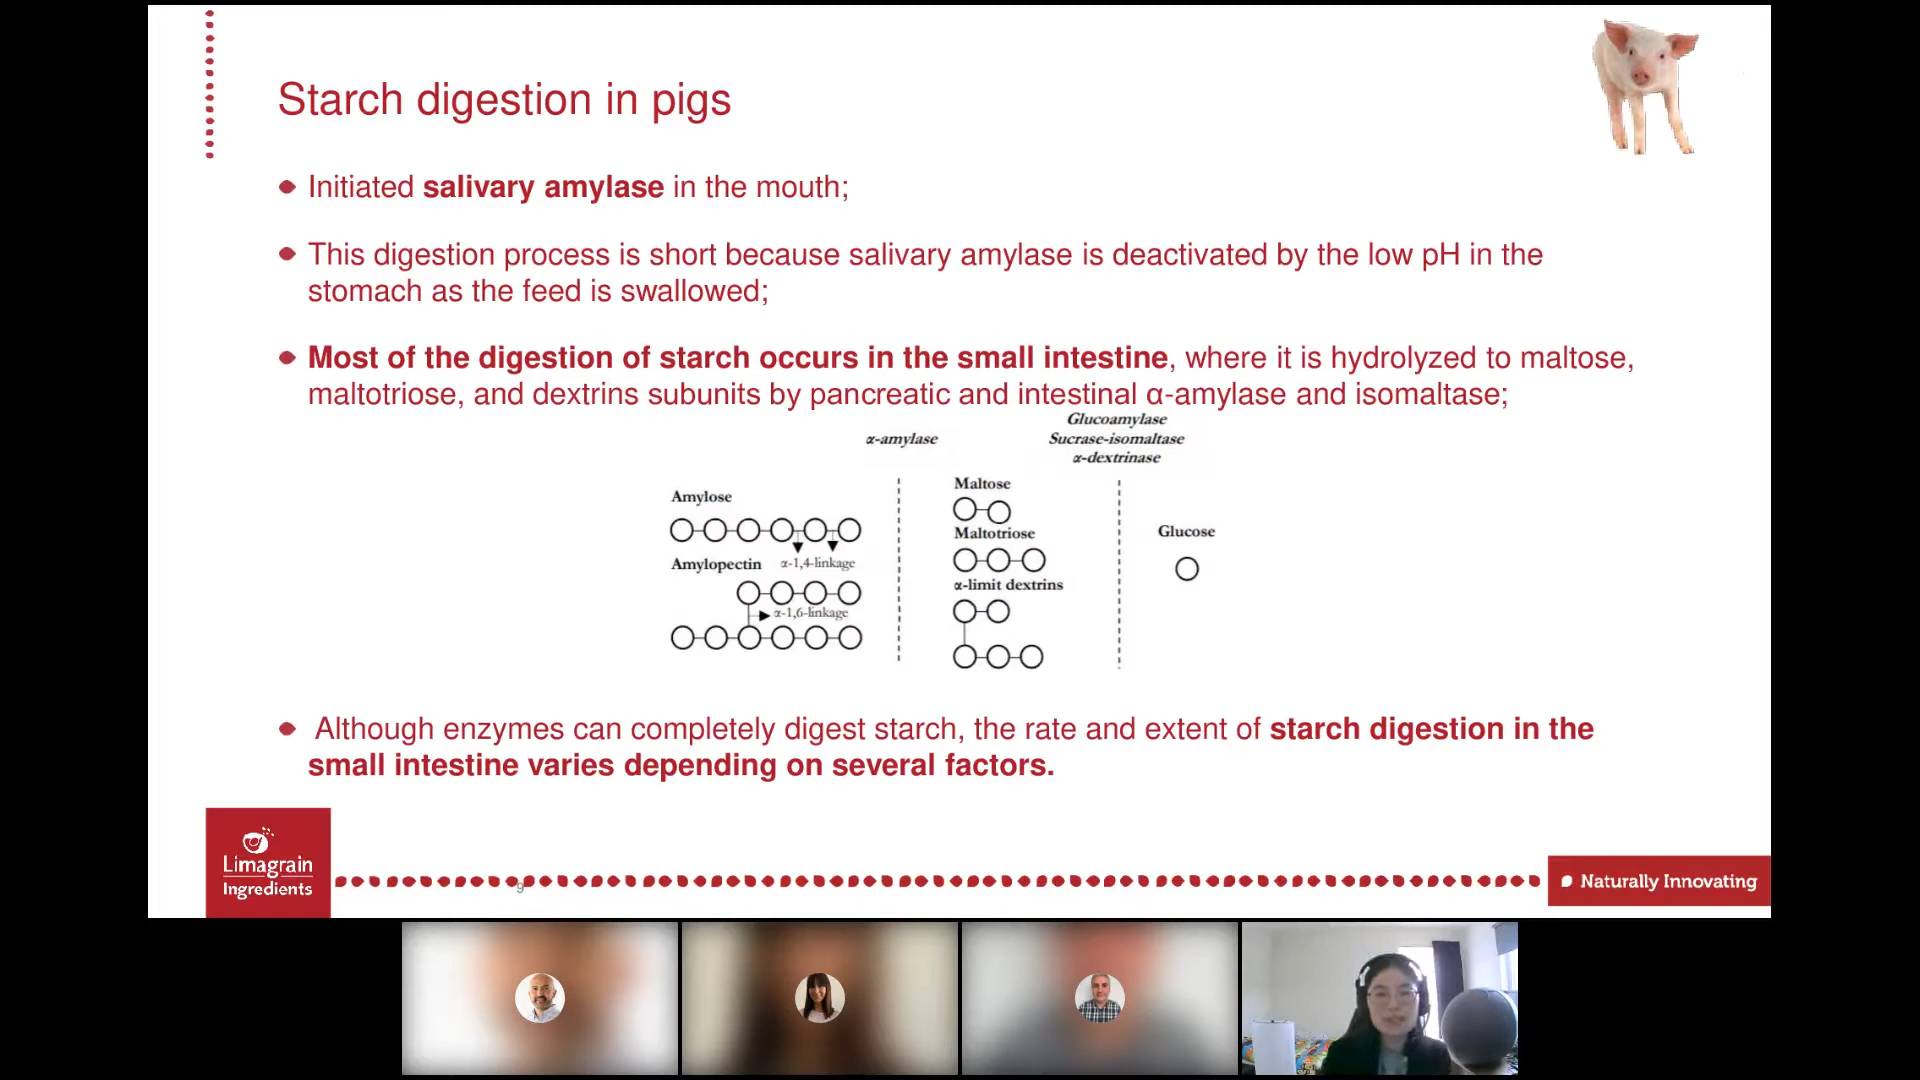 Starch digestion in pigs
Initiated salivary amylase in the mouth;
This digestion process is short because salivary amylase is deactivated by the low pH in the
stomach as the feed is swallowed;
Most of the digestion of starch occurs in the small intestine, where it is hydrolyzed to maltose,
maltotriose, and dextrins subunits by pancreatic and intestinal α-amylase and isomaltase;
α-amylase
Glucoamylase
Sucrase-isomaltase
α-dextrinase
Amylose
α-1,4-linkage
Amylopectin
α-1,6-linkage
Maltose
Maltotriose
α-limit dextrins
Glucose
Although enzymes can completely digest starch, the rate and extent of starch digestion in the
small intestine varies depending on several factors.
Limagrain
Ingredients
9
Naturally Innovating